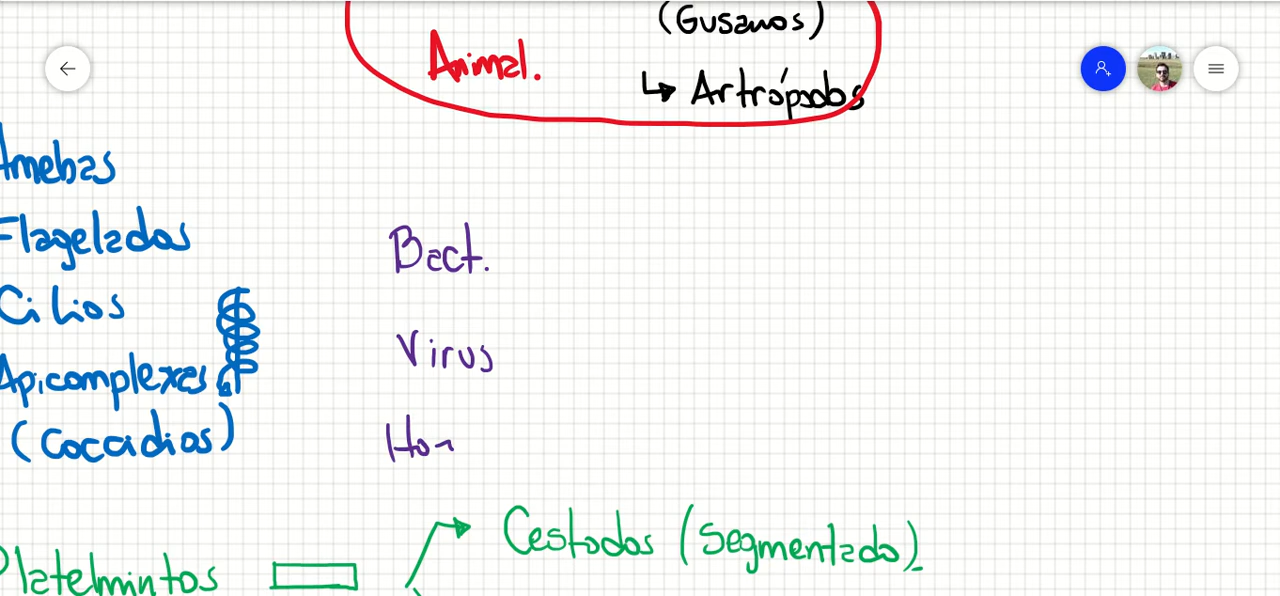 (Gusanos)
Animal.
↳ Artrópodos
Amebas
Flagelados
Cilios
Apicomplexas
(Coccidios)
Bact.
Virus
Hon
Cestodos (Segmentado)
Platelmintos